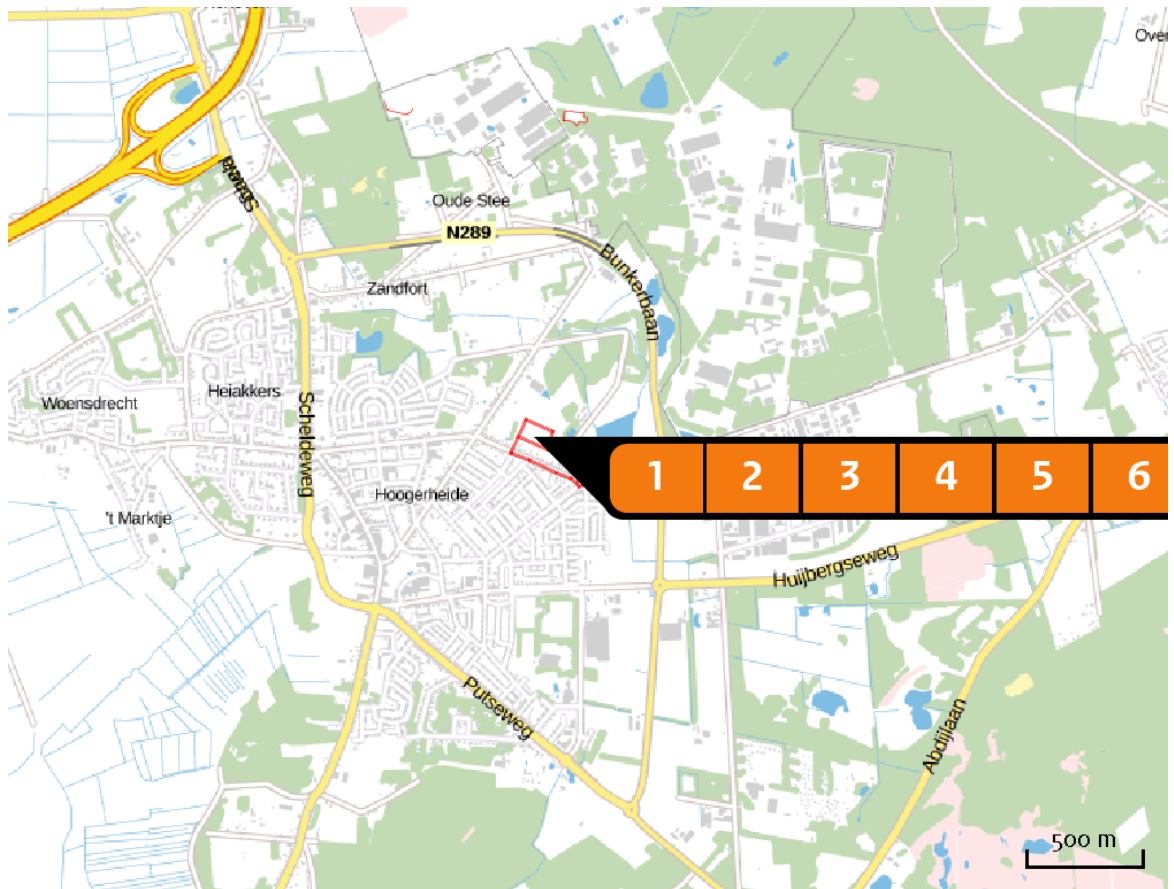 Oude Stee
N289
Bunkerbaan
Zandfort
Heiakkers
Woensdrecht
Scheldeweg
1 2 3 4 5 6
Hoogerheide
't Marktje
Huijbergseweg
Putseweg
Abdijlaan
500 m